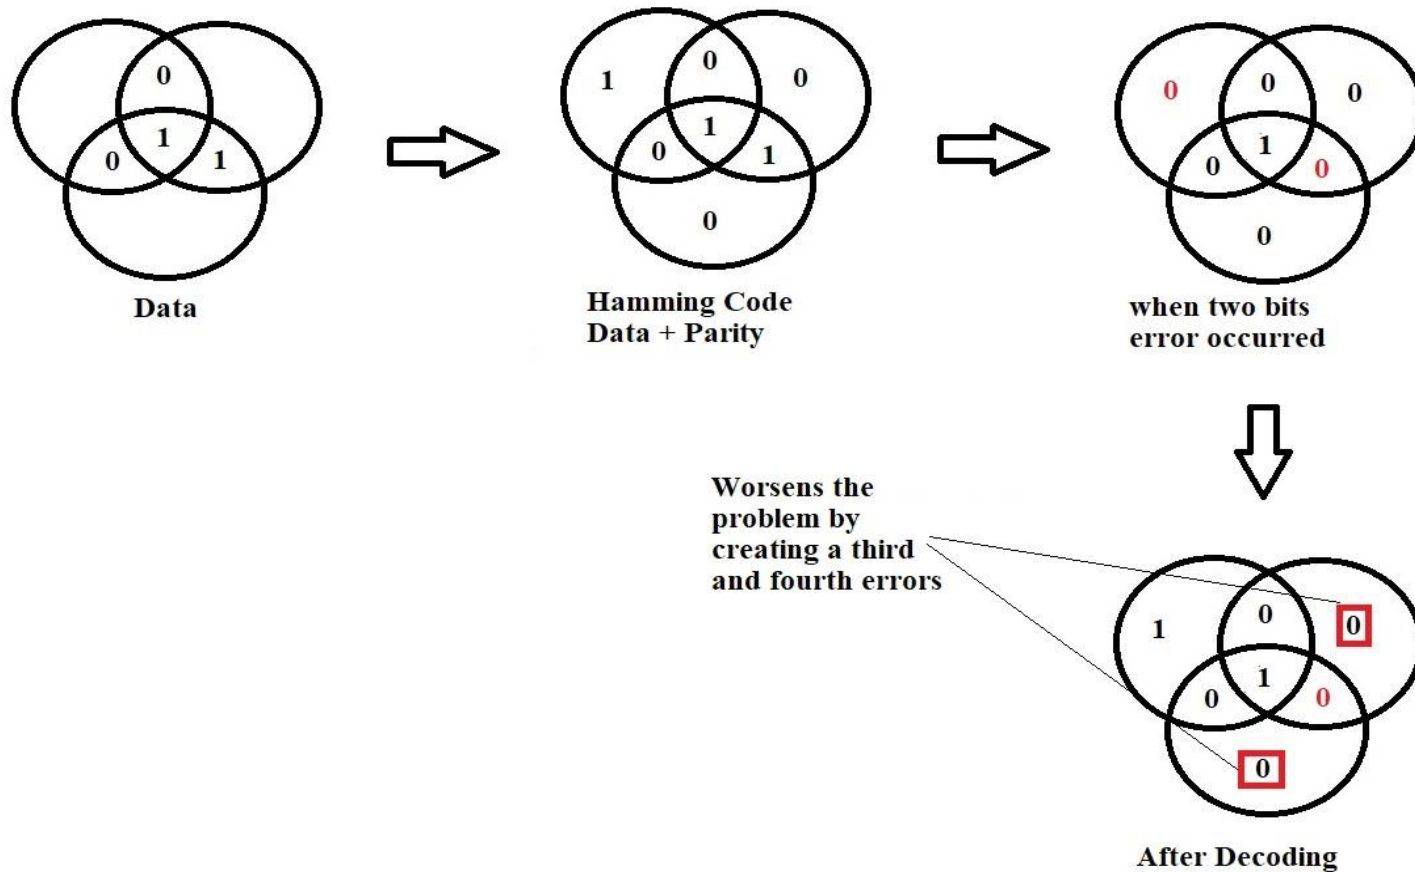 0
1
0 1
Data
1 0 0
1
0 1
0
Hamming Code
Data + Parity
0 0 0
1
0 0
0
when two bits
error occurred
Worsens the
problem by
creating a third
and fourth errors
1 0 0
1
0 0
0
After Decoding